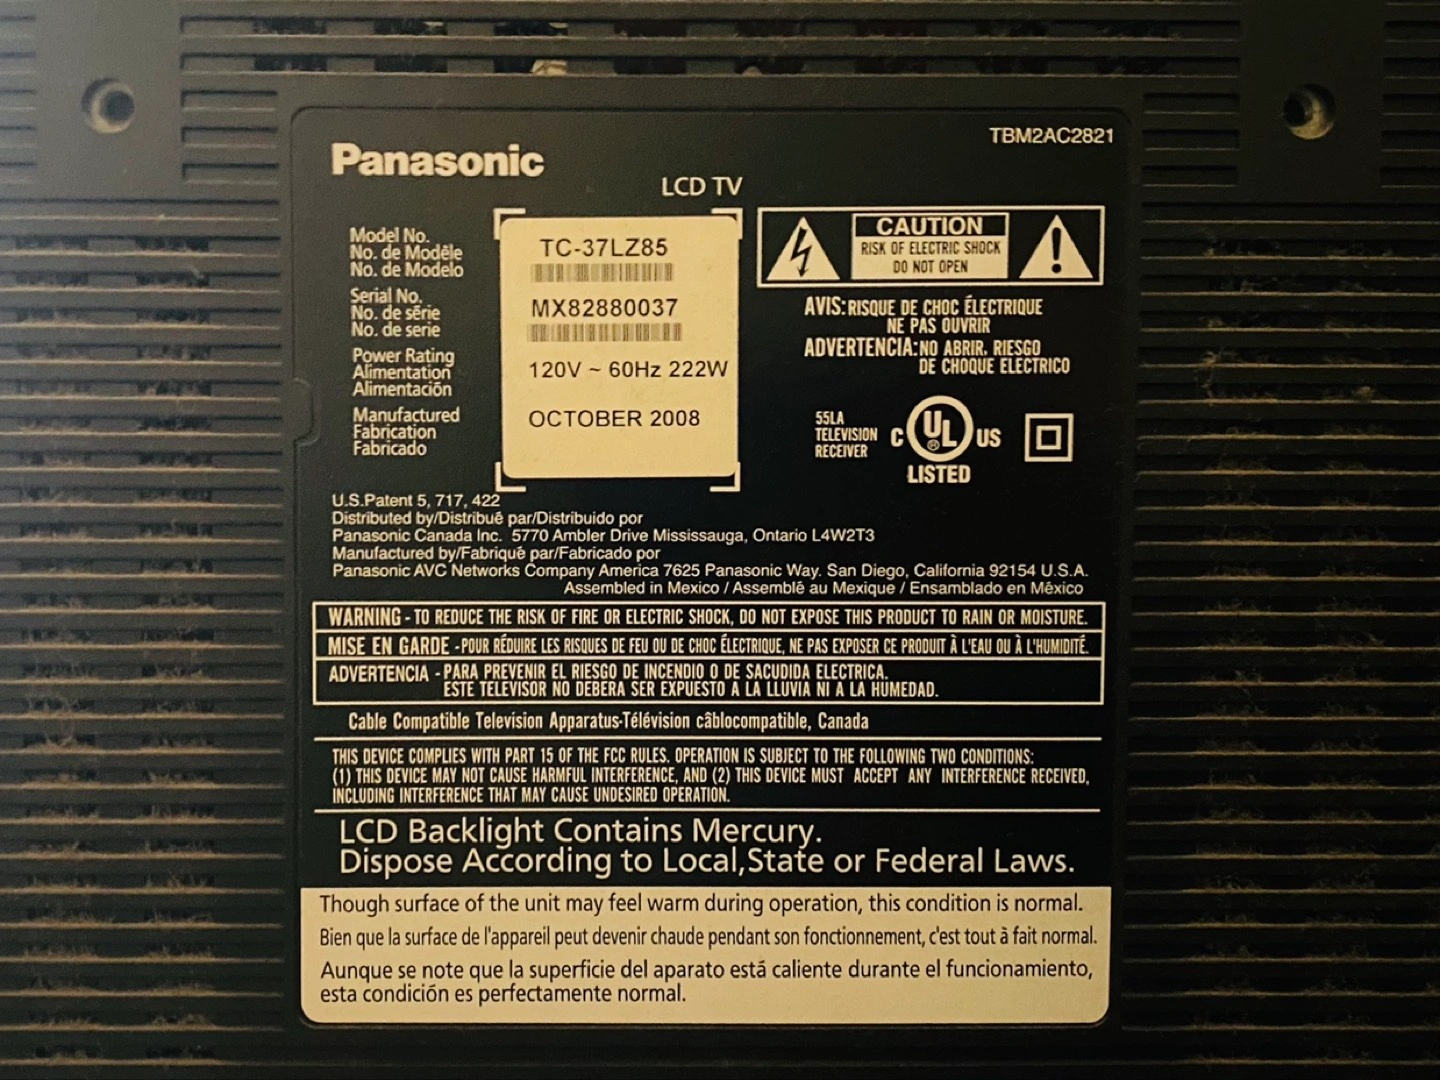 TBM2AC2821
Panasonic
LCD TV
Model No.
No. de Modèle
No. de Modelo
TC-37LZ85
Serial No.
No. de série
No. de serie
MX82880037
Power Rating
Alimentation
Alimentación
120V ~ 60Hz 222W
Manufactured
Fabrication
Fabricado
OCTOBER 2008
CAUTION
RISK OF ELECTRIC SHOCK
DO NOT OPEN
AVIS: RISQUE DE CHOC ÉLECTRIQUE
NE PAS OUVRIR
ADVERTENCIA: NO ABRIR, RIESGO
DE CHOQUE ELECTRICO
55LA
TELEVISION
RECEIVER
C UL ® US
LISTED
U.S.Patent 5, 717, 422
Distributed by/Distribué par/Distribuido por
Panasonic Canada Inc. 5770 Ambler Drive Mississauga, Ontario L4W2T3
Manufactured by/Fabriqué par/Fabricado por
Panasonic AVC Networks Company America 7625 Panasonic Way. San Diego, California 92154 U.S.A.
Assembled in Mexico / Assemblé au Mexique / Ensamblado en México
WARNING - TO REDUCE THE RISK OF FIRE OR ELECTRIC SHOCK, DO NOT EXPOSE THIS PRODUCT TO RAIN OR MOISTURE.
MISE EN GARDE - POUR RÉDUIRE LES RISQUES DE FEU OU DE CHOC ÉLECTRIQUE, NE PAS EXPOSER CE PRODUIT À L'EAU OU À L'HUMIDITÉ.
ADVERTENCIA - PARA PREVENIR EL RIESGO DE INCENDIO O DE SACUDIDA ELECTRICA.
ESTE TELEVISOR NO DEBERA SER EXPUESTO A LA LLUVIA NI A LA HUMEDAD.
Cable Compatible Television Apparatus-Télévision câblocompatible, Canada
THIS DEVICE COMPLIES WITH PART 15 OF THE FCC RULES. OPERATION IS SUBJECT TO THE FOLLOWING TWO CONDITIONS:
(1) THIS DEVICE MAY NOT CAUSE HARMFUL INTERFERENCE, AND (2) THIS DEVICE MUST ACCEPT ANY INTERFERENCE RECEIVED,
INCLUDING INTERFERENCE THAT MAY CAUSE UNDESIRED OPERATION.
LCD Backlight Contains Mercury.
Dispose According to Local,State or Federal Laws.
Though surface of the unit may feel warm during operation, this condition is normal.
Bien que la surface de l'appareil peut devenir chaude pendant son fonctionnement, c'est tout à fait normal.
Aunque se note que la superficie del aparato está caliente durante el funcionamiento,
esta condición es perfectamente normal.